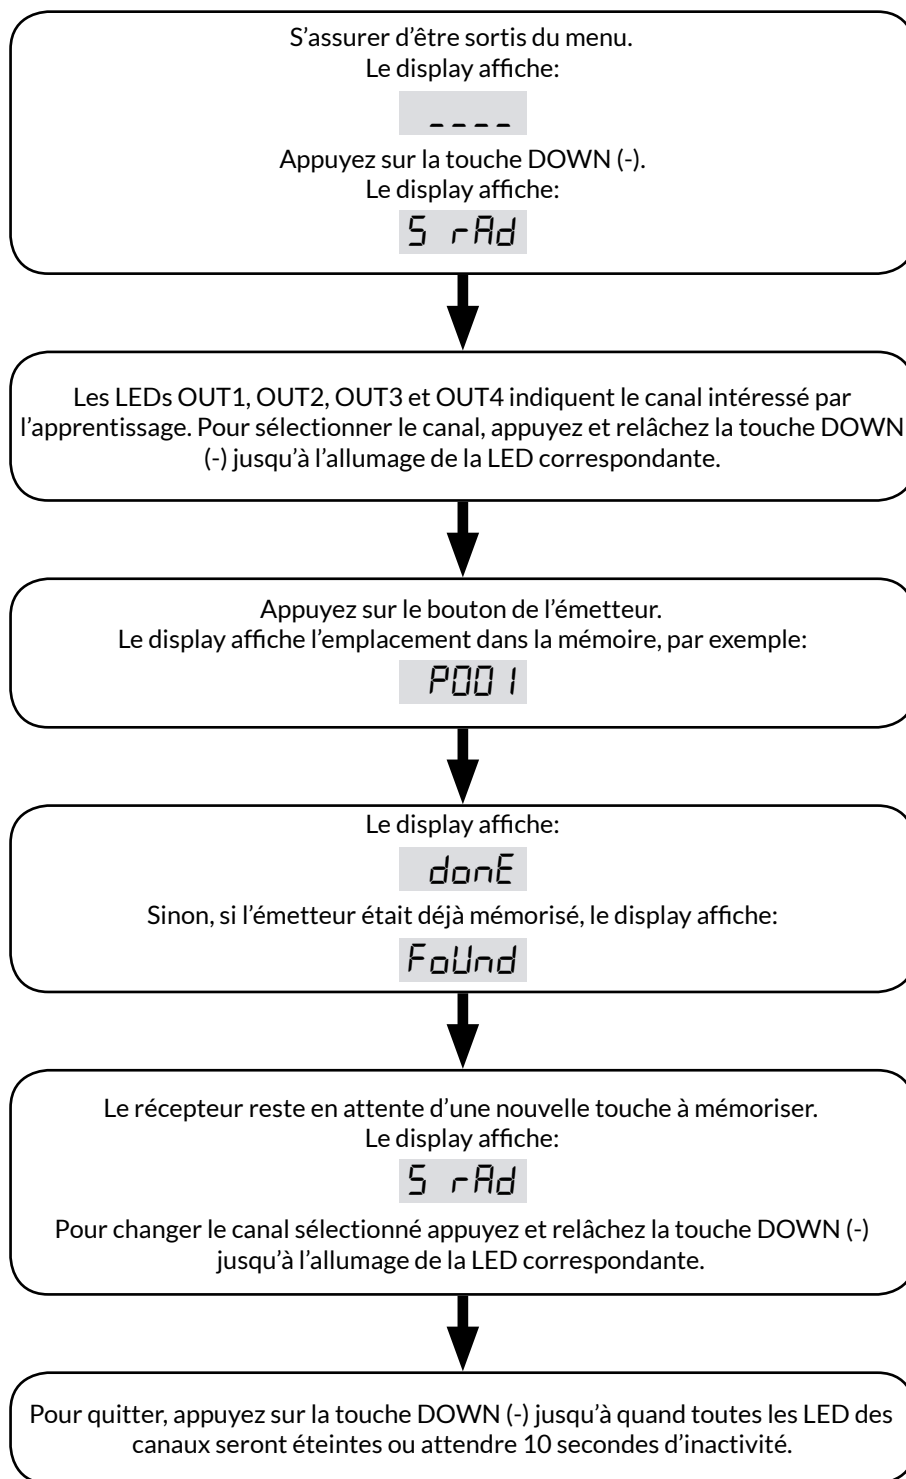 S’assurer d’être sortis du menu.
Le display affiche:
_ _ _ _
Appuyez sur la touche DOWN (-).
Le display affiche:
S rAd
Les LEDs OUT1, OUT2, OUT3 et OUT4 indiquent le canal intéressé par
l’apprentissage. Pour sélectionner le canal, appuyez et relâchez la touche DOWN
(-) jusqu’à l’allumage de la LED correspondante.
Appuyez sur le bouton de l’émetteur.
Le display affiche l’emplacement dans la mémoire, par exemple:
P001
Le display affiche:
donE
Sinon, si l’émetteur était déjà mémorisé, le display affiche:
FoUnd
Le récepteur reste en attente d’une nouvelle touche à mémoriser.
Le display affiche:
S rAd
Pour changer le canal sélectionné appuyez et relâchez la touche DOWN (-)
jusqu’à l’allumage de la LED correspondante.
Pour quitter, appuyez sur la touche DOWN (-) jusqu’à quand toutes les LED des
canaux seront éteintes ou attendre 10 secondes d’inactivité.